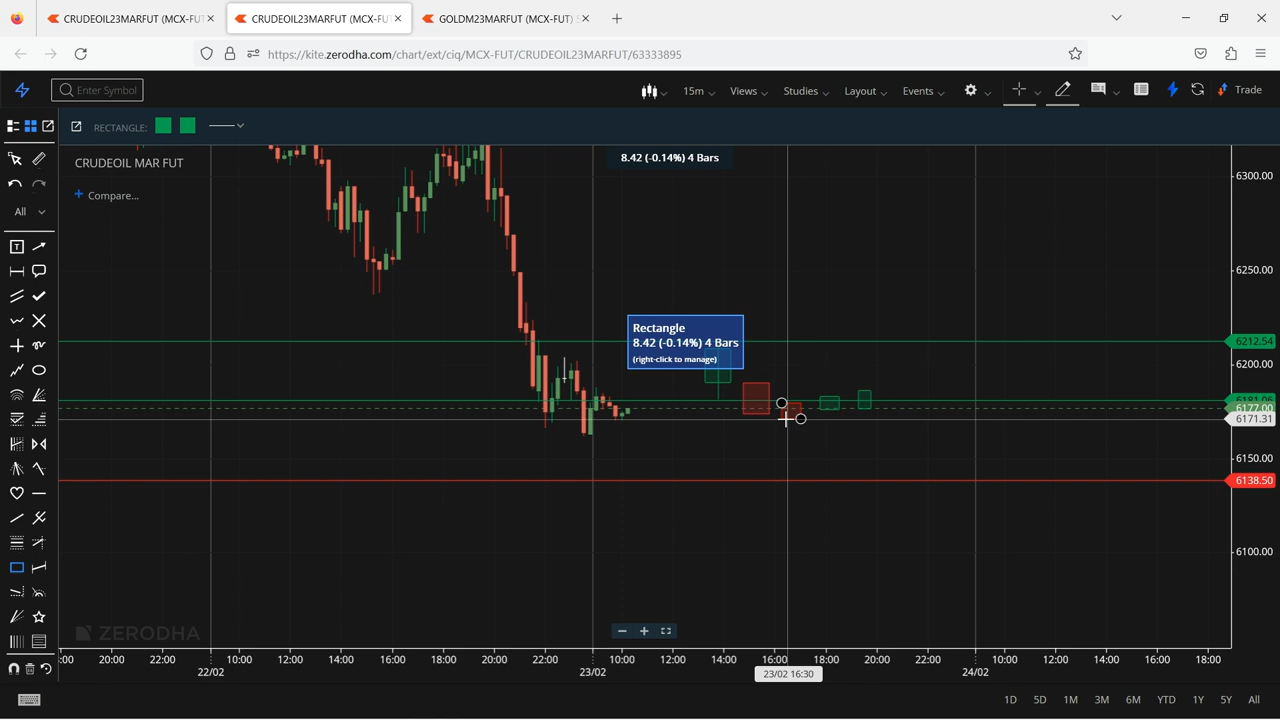 CRUDEOIL23MARFUT (MCX-FUT
CRUDEOIL23MARFUT (MCX-FU
GOLDM23MARFUT (MCX-FUT) S
https://kite.zerodha.com/chart/ext/ciq/MCX-FUT/CRUDEOIL23MARFUT/63333895
Enter Symbol
15m
Views
Studies
Layout
Events
Trade
RECTANGLE:
CRUDEOIL MAR FUT
8.42 (-0.14%) 4 Bars
Compare...
All
6300.00
6250.00
Rectangle
8.42 (-0.14%) 4 Bars
(right-click to manage)
6212.54
6200.00
6181.06
6177.00
6171.31
6150.00
6138.50
6100.00
ZERODHA
:00 20:00 22:00 10:00 12:00 14:00 16:00 18:00 20:00 22:00 10:00 12:00 14:00 16:00 18:00 20:00 22:00 10:00 12:00 14:00 16:00 18:00
22/02 23/02 24/02
23/02 16:30
1D 5D 1M 3M 6M YTD 1Y 5Y All